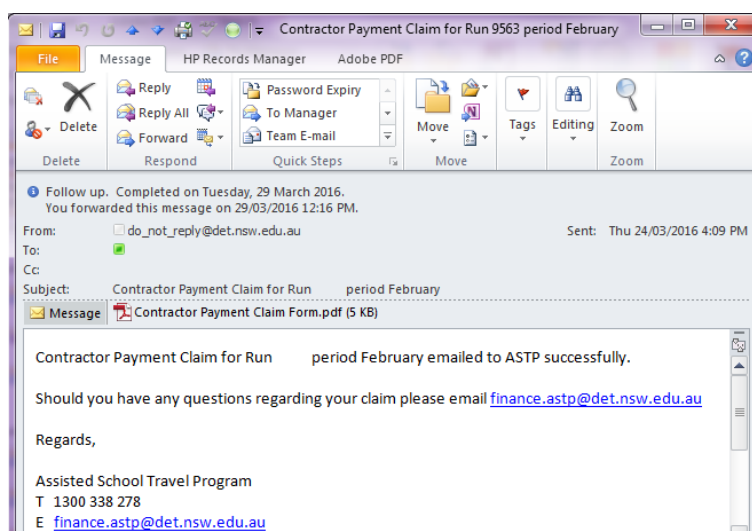 Contractor Payment Claim for Run 9563 period February
File Message HP Records Manager Adobe PDF
Delete
Reply
Reply All
Forward
Password Expiry
To Manager
Team E-mail
Move
Tags
Editing
Zoom
Delete Respond Quick Steps Move Zoom
Follow up. Completed on Tuesday, 29 March 2016.
You forwarded this message on 29/03/2016 12:16 PM.
From: do_not_reply@det.nsw.edu.au Sent: Thu 24/03/2016 4:09 PM
To:
Cc:
Subject: Contractor Payment Claim for Run period February
Message Contractor Payment Claim Form.pdf (5 KB)
Contractor Payment Claim for Run period February emailed to ASTP successfully.
Should you have any questions regarding your claim please email finance.astp@det.nsw.edu.au
Regards,
Assisted School Travel Program
T 1300 338 278
E finance.astp@det.nsw.edu.au